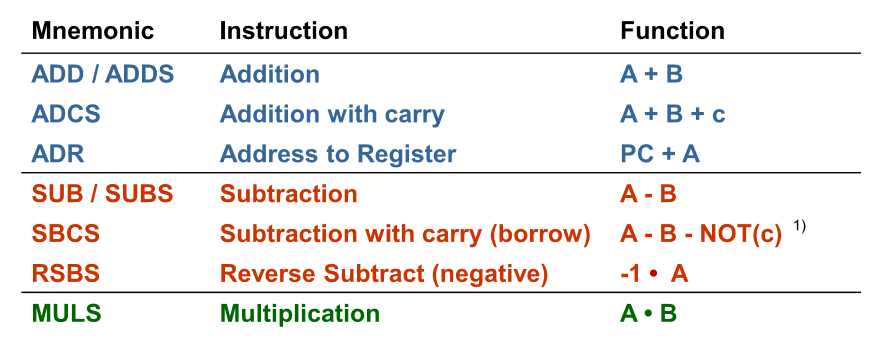 Mnemonic Instruction Function
ADD / ADDS Addition A + B
ADCS Addition with carry A + B + c
ADR Address to Register PC + A
SUB / SUBS Subtraction A - B
SBCS Subtraction with carry (borrow) A - B - NOT(c) 1)
RSBS Reverse Subtract (negative) -1 • A
MULS Multiplication A • B